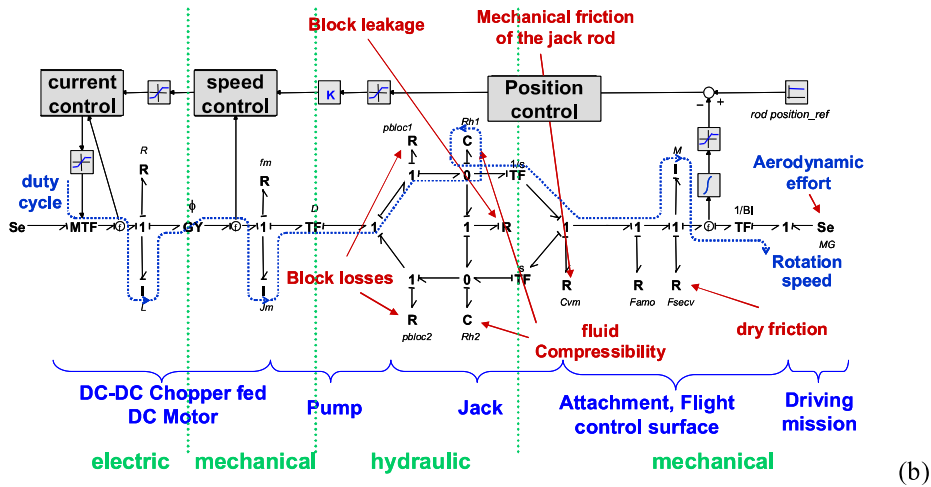 Block leakage
Mechanical friction
of the jack rod
current
control
speed
control
K
Position
control
− +
rod position_ref
pbloc1
Rh1
R
fm
R
C
1/s
M
Aerodynamic
effort
duty
cycle
R
R
1
0
TF
I
∫
ϕ
D
1/BI
Se
MTF
f
1
GY
f
1
TF
1
1
R
1
1
1
f
TF
1
Se
MG
Rotation
speed
Block losses
I
L
I
Jm
1
0
s
TF
R
Cvm
R
Famo
R
Fsecv
R
pbloc2
C
Rh2
fluid
Compressibility
dry friction
DC-DC Chopper fed
DC Motor
Pump
Jack
Attachment, Flight
control surface
Driving
mission
electric
mechanical
hydraulic
mechanical
(b)